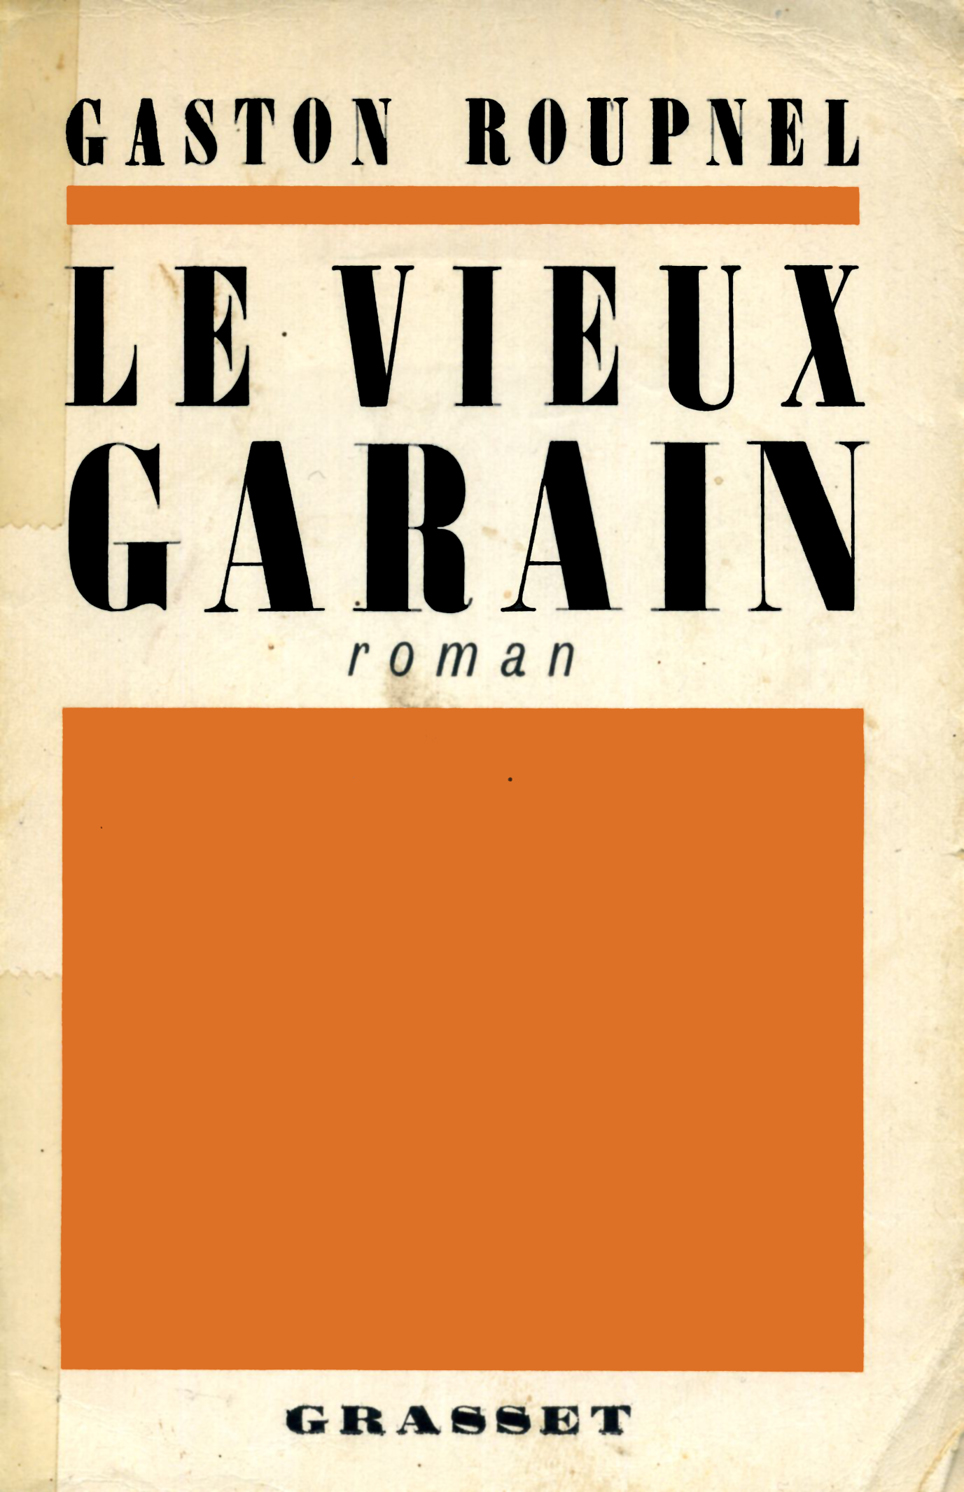 GASTON ROUPNEL
LE VIEUX
GARAIN
roman
GRASSET